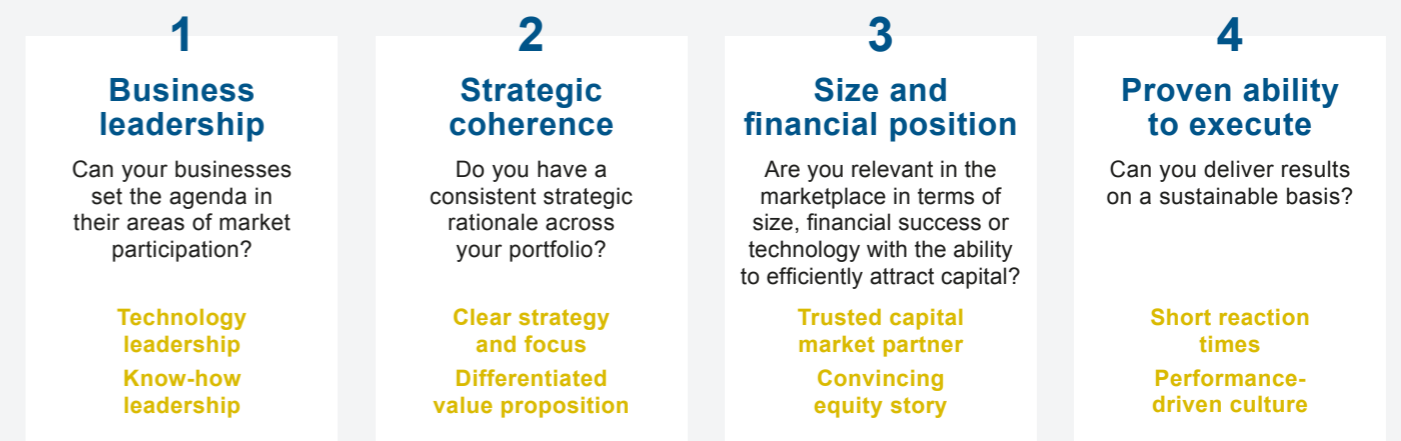 1
Business
leadership
Can your businesses
set the agenda in
their areas of market
participation?
Technology
leadership
Know-how
leadership
2
Strategic
coherence
Do you have a
consistent strategic
rationale across
your portfolio?
Clear strategy
and focus
Differentiated
value proposition
3
Size and
financial position
Are you relevant in the
marketplace in terms of
size, financial success or
technology with the ability
to efficiently attract capital?
Trusted capital
market partner
Convincing
equity story
4
Proven ability
to execute
Can you deliver results
on a sustainable basis?
Short reaction
times
Performance-
driven culture